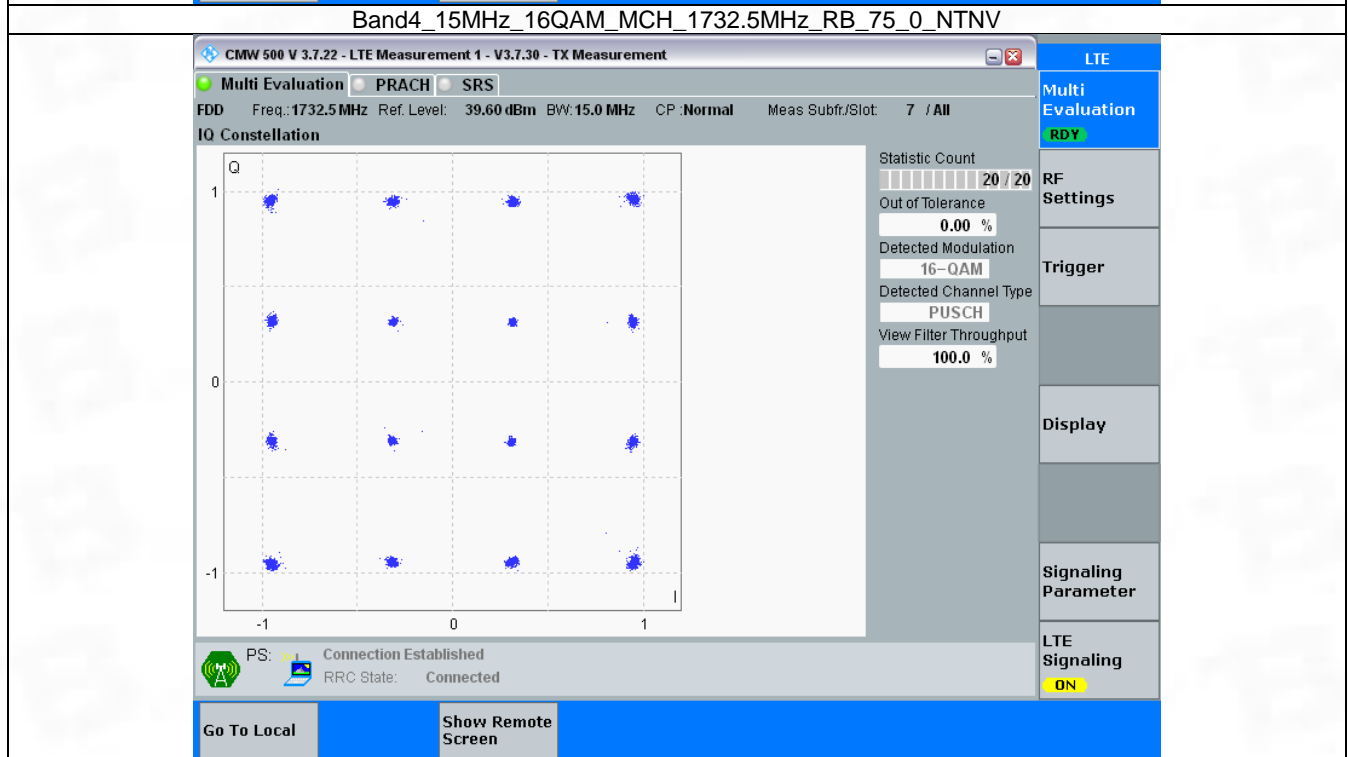 Band4_15MHz_16QAM_MCH_1732.5MHz_RB_75_0_NTNV
CMW 500 V 3.7.22 - LTE Measurement 1 - V3.7.30 - TX Measurement
LTE
Multi Evaluation PRACH SRS
FDD Freq.: 1732.5 MHz Ref. Level: 39.60 dBm BW: 15.0 MHz CP :Normal Meas Subfr./Slot: 7 / All
IQ Constellation
Multi
Evaluation
RDY
Q
1
0
-1
-1 0 1
I
Statistic Count
20 / 20
Out of Tolerance
0.00 %
Detected Modulation
16-QAM
Detected Channel Type
PUSCH
View Filter Throughput
100.0 %
RF
Settings
Trigger
Display
Signaling
Parameter
LTE
Signaling
ON
PS: Connection Established
RRC State: Connected
Go To Local
Show Remote
Screen